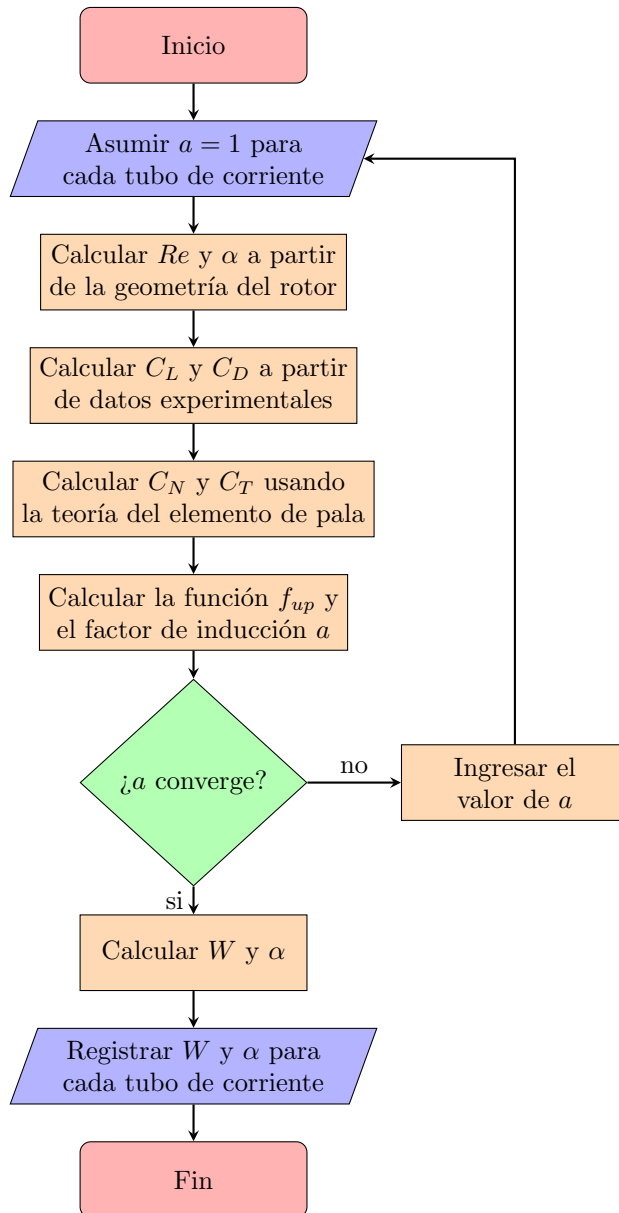 Inicio
Asumir a = 1 para
cada tubo de corriente
Calcular Re y α a partir
de la geometría del rotor
Calcular C_L y C_D a partir
de datos experimentales
Calcular C_N y C_T usando
la teoría del elemento de pala
Calcular la función f_{up} y
el factor de inducción a
¿a converge?
no
Ingresar el
valor de a
si
Calcular W y α
Registrar W y α para
cada tubo de corriente
Fin